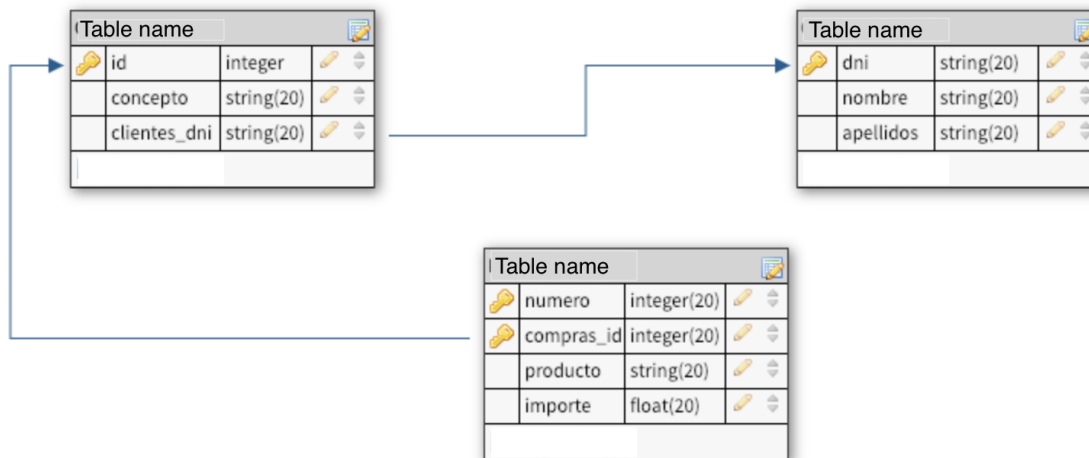 Table name
id integer
concepto string(20)
clientes_dni string(20)
Table name
dni string(20)
nombre string(20)
apellidos string(20)
Table name
numero integer(20)
compras_id integer(20)
producto string(20)
importe float(20)